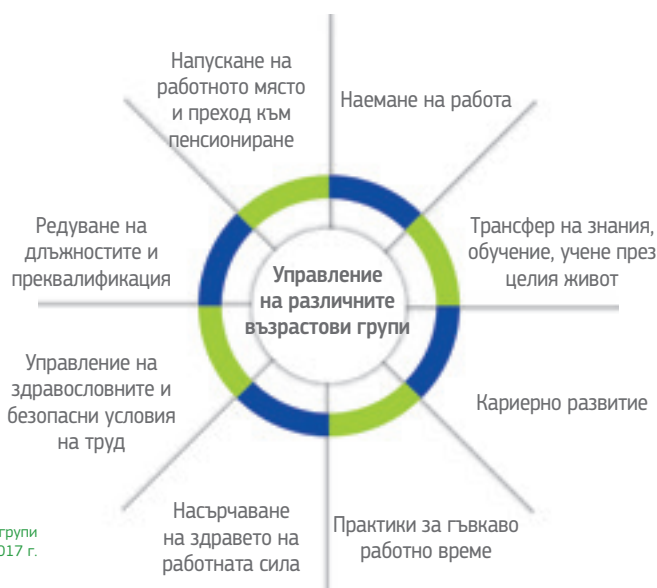 Напускане на
работното място
и преход към
пенсиониране
Наемане на работа
Трансфер на знания,
обучение, учене през
целия живот
Кариерно развитие
Практики за гъвкаво
работно време
Насърчаване
на здравето на
работната сила
Управление на
здравословните и
безопасни условия
на труд
Редуване на
длъжностите и
преквалификация
Управление
на различните
възрастови групи
групи
017 г.